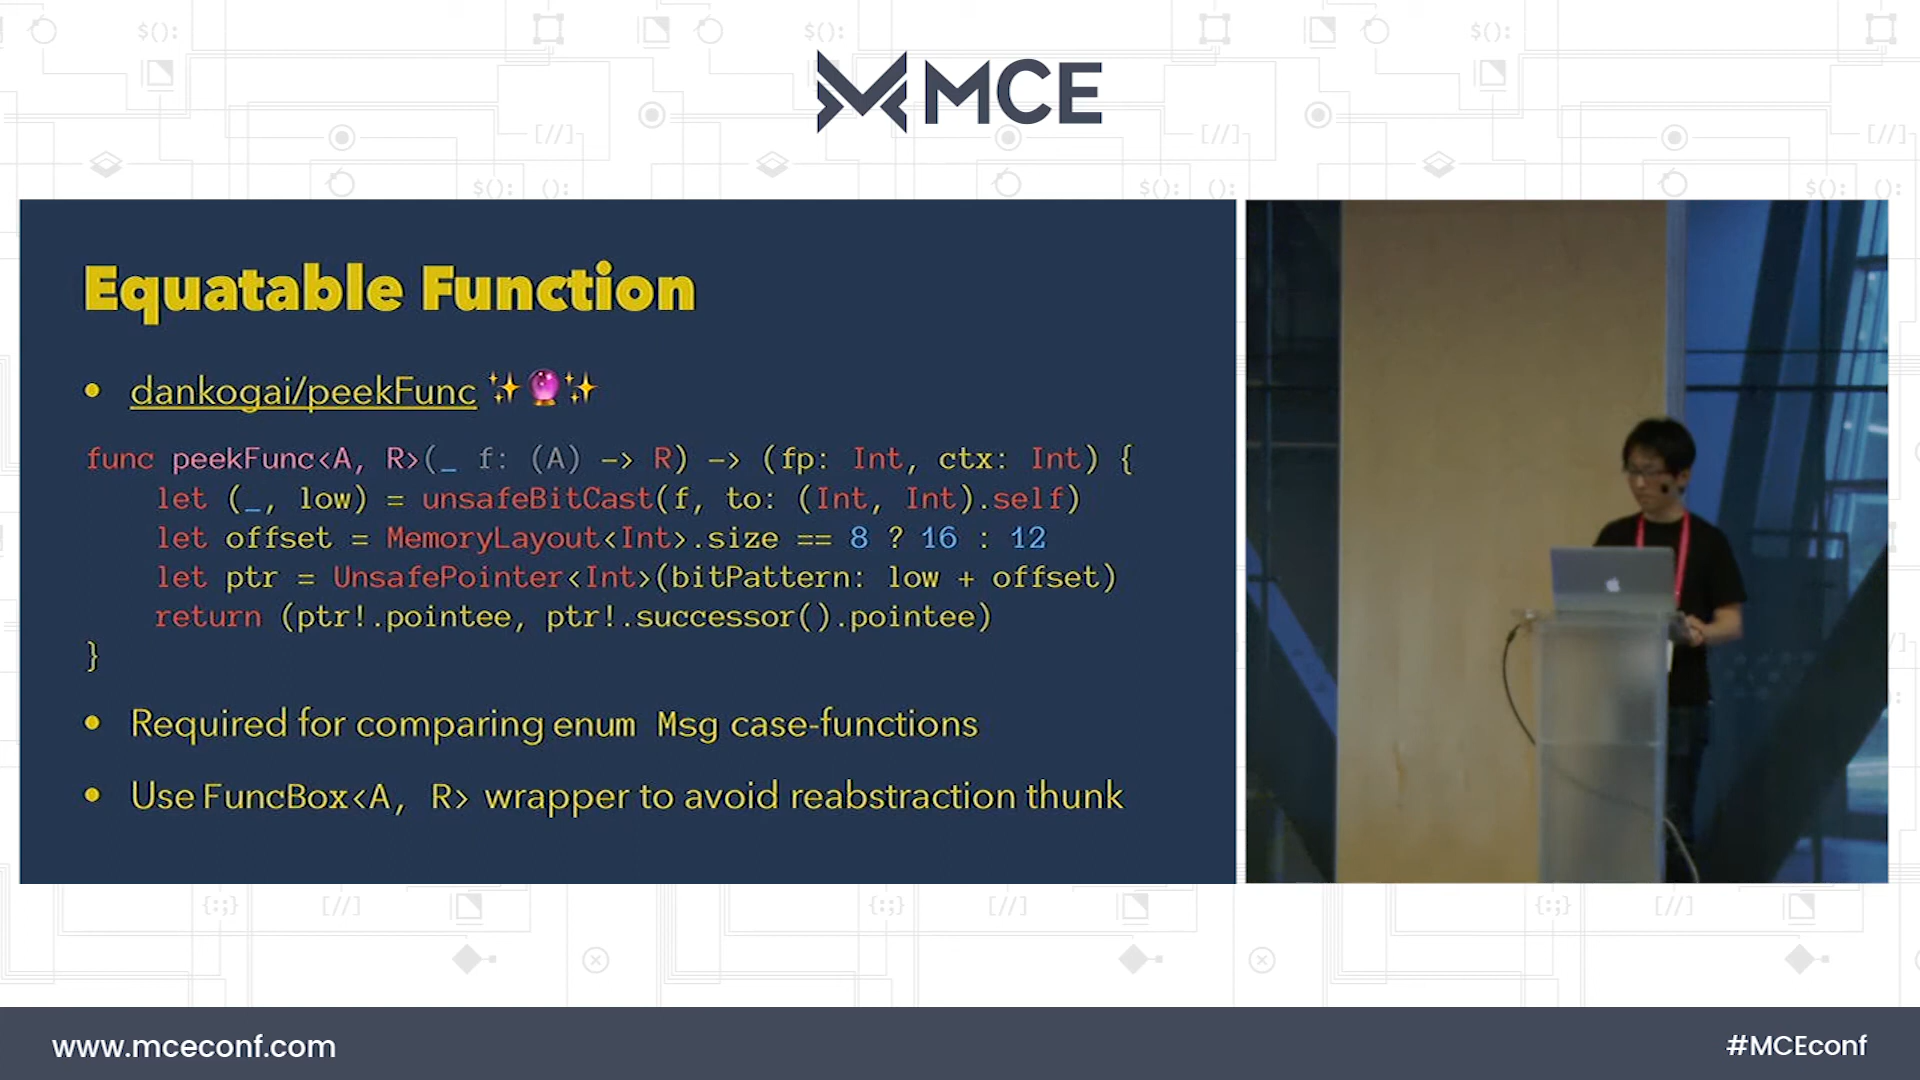 MCE
Equatable Function
• dankogai/peekFunc ✨🔮✨
func peekFunc<A, R>(_ f: (A) -> R) -> (fp: Int, ctx: Int) {
    let (_, low) = unsafeBitCast(f, to: (Int, Int).self)
    let offset = MemoryLayout<Int>.size == 8 ? 16 : 12
    let ptr = UnsafePointer<Int>(bitPattern: low + offset)
    return (ptr!.pointee, ptr!.successor().pointee)
}
• Required for comparing enum Msg case-functions
• Use FuncBox<A, R> wrapper to avoid reabstraction thunk
www.mceconf.com
#MCEconf